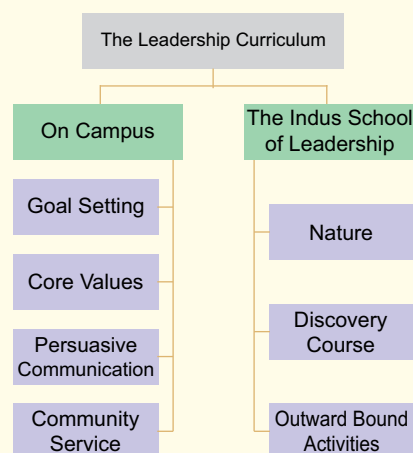 The Leadership Curriculum
On Campus
Goal Setting
Core Values
Persuasive
Communication
Community
Service
The Indus School
of Leadership
Nature
Discovery
Course
Outward Bound
Activities